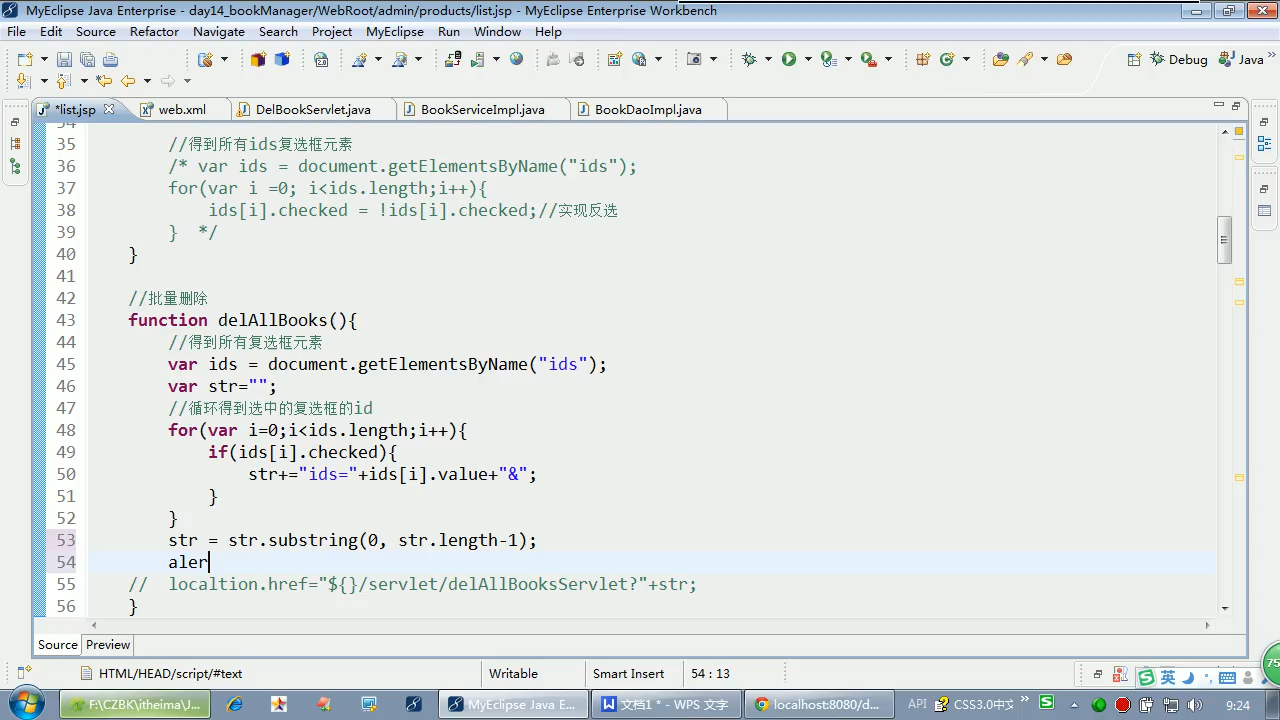 MyEclipse Java Enterprise - day14_bookManager/WebRoot/admin/products/list.jsp - MyEclipse Enterprise Workbench
File Edit Source Refactor Navigate Search Project MyEclipse Run Window Help
Debug Java
*list.jsp web.xml DelBookServlet.java BookServiceImpl.java BookDaoImpl.java
35 //得到所有ids复选框元素
36 /* var ids = document.getElementsByName("ids");
37 for(var i =0; i<ids.length;i++){
38 ids[i].checked = !ids[i].checked;//实现反选
39 } */
40 }
41
42 //批量删除
43 function delAllBooks(){
44 //得到所有复选框元素
45 var ids = document.getElementsByName("ids");
46 var str="";
47 //循环得到选中的复选框的id
48 for(var i=0;i<ids.length;i++){
49 if(ids[i].checked){
50 str+="ids="+ids[i].value+"&";
51 }
52 }
53 str = str.substring(0, str.length-1);
54 aler
55 // localtion.href="${}/servlet/delAllBooksServlet?"+str;
56 }
Source Preview
HTML/HEAD/script/#text Writable Smart Insert 54 : 13
英
75
F:\CZBK\itheima\J... MyEclipse Java E... 文档1 * - WPS 文字 localhost:8080/d... API CSS3.0中文 9:24